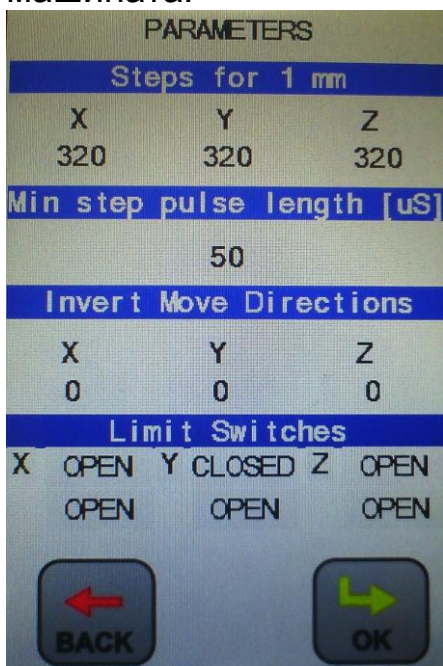 машината.
PARAMETERS
Steps for 1 mm
X Y Z
320 320 320
Min step pulse length [uS]
50
Invert Move Directions
X Y Z
0 0 0
Limit Switches
X OPEN Y CLOSED Z OPEN
OPEN OPEN OPEN
BACK OK